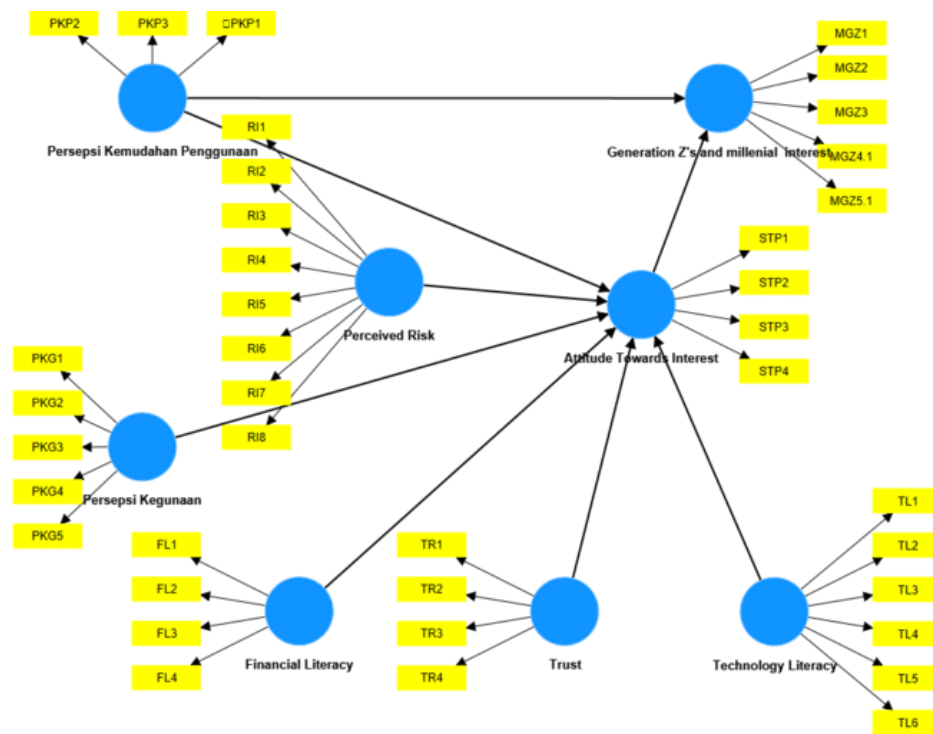 PKP2
PKP3
□PKP1
Persepsi Kemudahan Penggunaan
MGZ1
MGZ2
MGZ3
MGZ4.1
MGZ5.1
Generation Z's and millenial interest
RI1
RI2
RI3
RI4
RI5
RI6
RI7
RI8
Perceived Risk
STP1
STP2
STP3
STP4
Attitude Towards Interest
PKG1
PKG2
PKG3
PKG4
PKG5
Persepsi Kegunaan
FL1
FL2
FL3
FL4
Financial Literacy
TR1
TR2
TR3
TR4
Trust
TL1
TL2
TL3
TL4
TL5
TL6
Technology Literacy